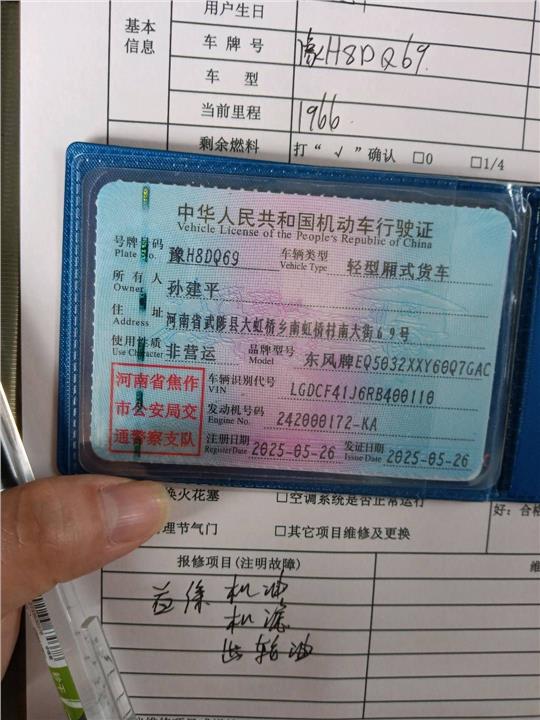 基本
信息
用户生日
车牌号 豫H8DQ69
车型
当前里程 1966
剩余燃料 打“√”确认 □0 □1/4
中华人民共和国机动车行驶证
Vehicle License of the People's Republic of China
号牌号码 豫H8DQ69 车辆类型 轻型厢式货车
Plate No. Vehicle Type
所有人 孙建平
Owner
住址 河南省武陟县大虹桥乡南虹桥村南大街69号
Address
使用性质 非营运 品牌型号 东风牌EQ5032XXY60Q7GAC
Use Character Model
河南省焦作
市公安局交
通警察支队
车辆识别代号 LGDCF41J6RB400110
VIN
发动机号码 242000172-KA
Engine No.
注册日期 2025-05-26 发证日期 2025-05-26
Register Date Issue Date
换火花塞 □空调系统是否正常运行
好：合格
理节气门 □其它项目维修及更换
报修项目(注明故障) 维
机油
机滤
齿轮油